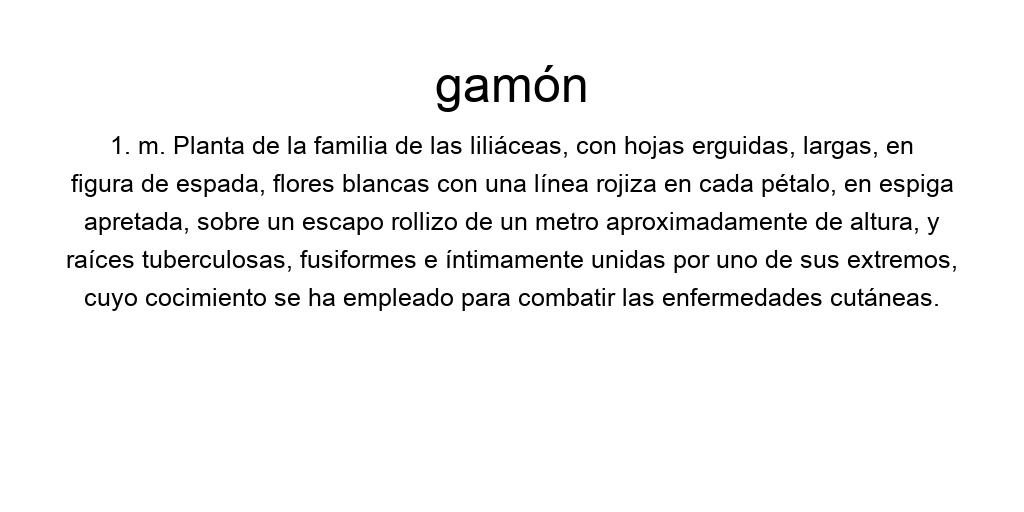 gamón
1. m. Planta de la familia de las liliáceas, con hojas erguidas, largas, en
figura de espada, flores blancas con una línea rojiza en cada pétalo, en espiga
apretada, sobre un escapo rollizo de un metro aproximadamente de altura, y
raíces tuberculosas, fusiformes e íntimamente unidas por uno de sus extremos,
cuyo cocimiento se ha empleado para combatir las enfermedades cutáneas.